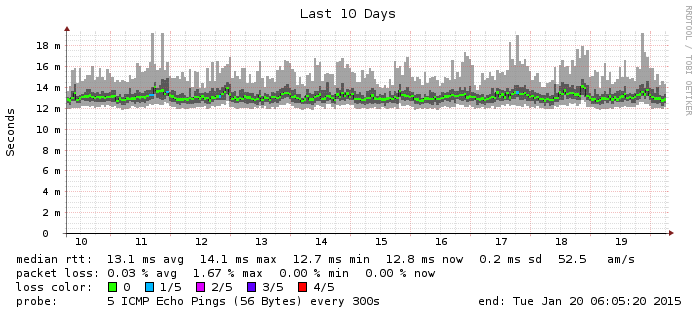 Last 10 Days
RRDTOOL / TOBI OETIKER
Seconds
18 m
16 m
14 m
12 m
10 m
8 m
6 m
4 m
2 m
0
10 11 12 13 14 15 16 17 18 19
median rtt: 13.1 ms avg 14.1 ms max 12.7 ms min 12.8 ms now 0.2 ms sd 52.5 am/s
packet loss: 0.03 % avg 1.67 % max 0.00 % min 0.00 % now
loss color: 0 1/5 2/5 3/5 4/5
probe: 5 ICMP Echo Pings (56 Bytes) every 300s end: Tue Jan 20 06:05:20 2015